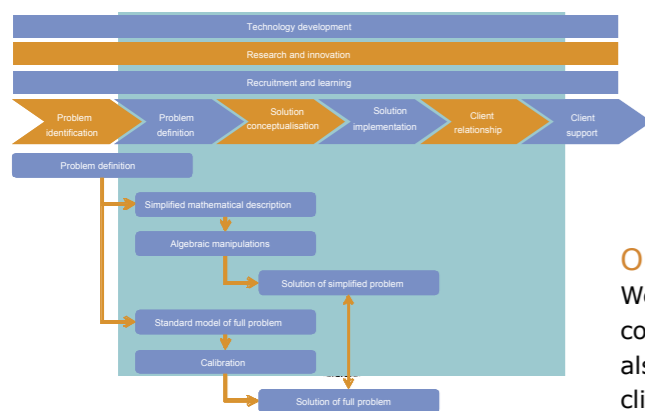 Technology development
Research and innovation
Recruitment and learning
Problem
identification
Problem
definition
Solution
conceptualisation
Solution
implementation
Client
relationship
Client
support
Problem definition
Simplified mathematical description
Algebraic manipulations
Solution of simplified problem
Standard model of full problem
Calibration
Solution of full problem
O
We
co
als
cli